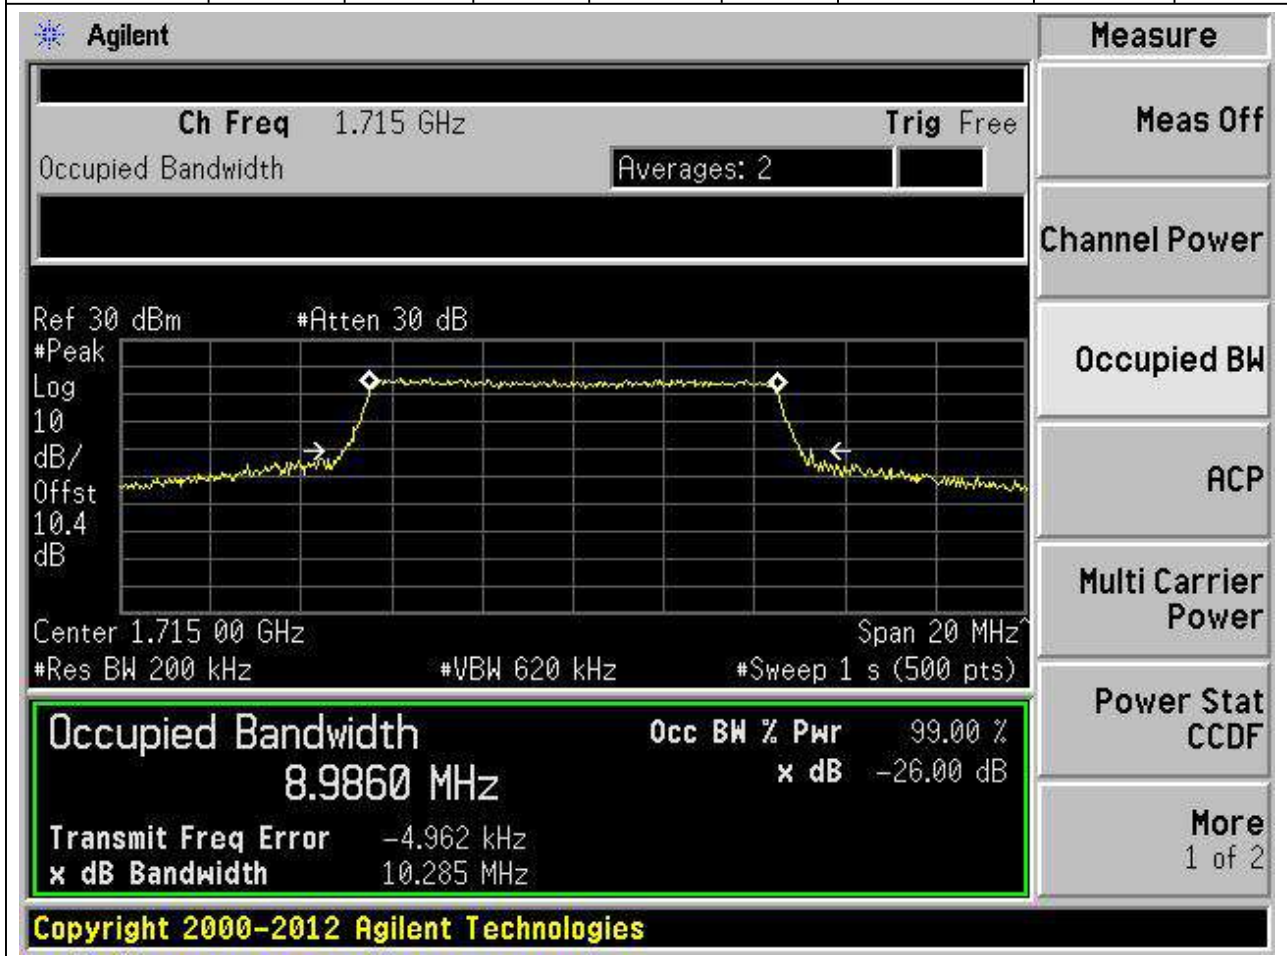 Agilent
Measure
Ch Freq 1.715 GHz Trig Free
Occupied Bandwidth Averages: 2
Ref 30 dBm #Atten 30 dB
#Peak
Log
10
dB/
Offst
10.4
dB
Center 1.715 00 GHz Span 20 MHz^
#Res BW 200 kHz #VBW 620 kHz #Sweep 1 s (500 pts)
Occupied Bandwidth Occ BW % Pwr 99.00 %
8.9860 MHz x dB -26.00 dB
Transmit Freq Error -4.962 kHz
x dB Bandwidth 10.285 MHz
Meas Off
Channel Power
Occupied BW
ACP
Multi Carrier
Power
Power Stat
CCDF
More
1 of 2
Copyright 2000-2012 Agilent Technologies